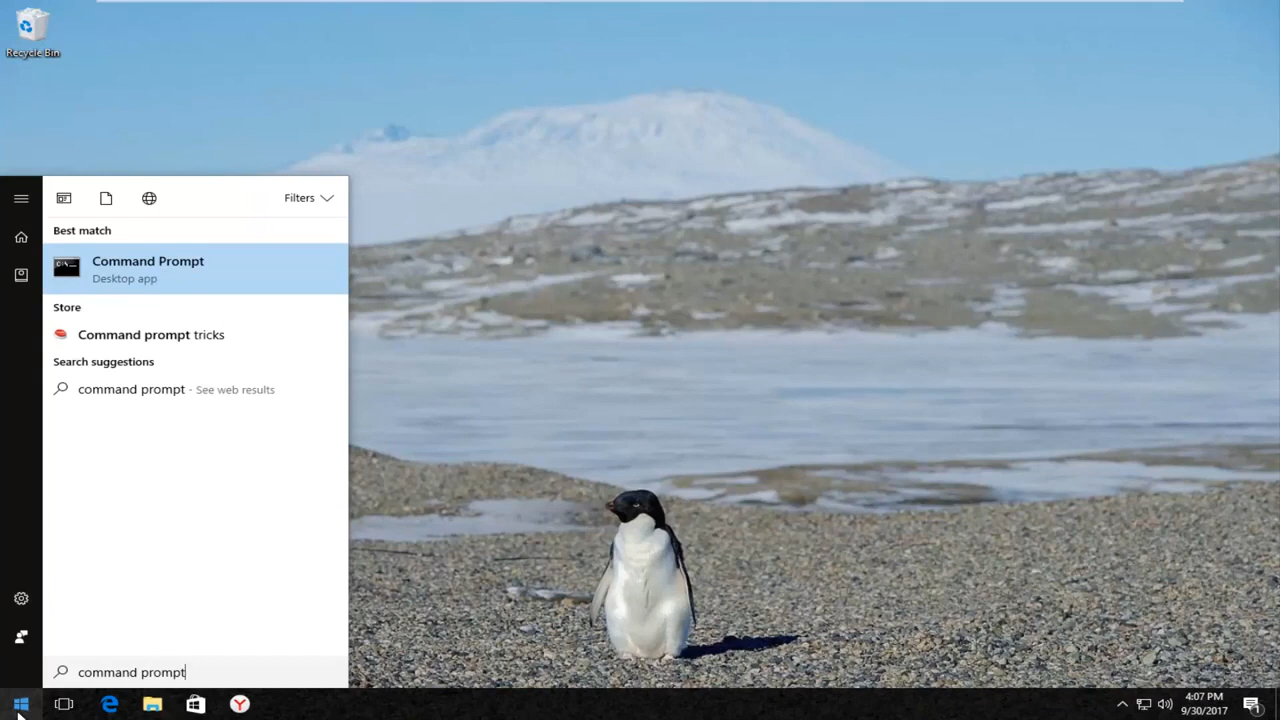 Recycle Bin
Filters
Best match
Command Prompt
Desktop app
Store
Command prompt tricks
Search suggestions
command prompt - See web results
command prompt
4:07 PM
9/30/2017
1